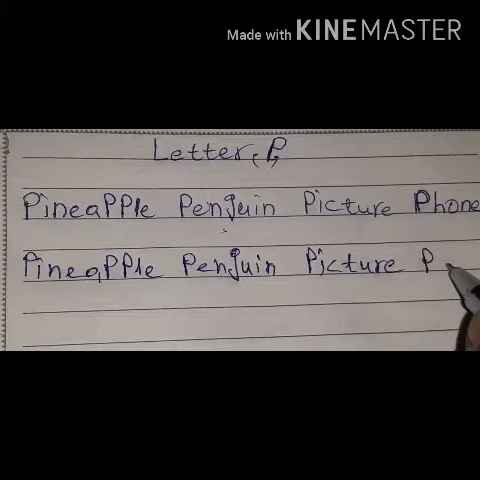 Made with KINEMASTER
Letter, P,
PineaPPle Penguin Picture Phone
PineaPPle Penguin Picture P